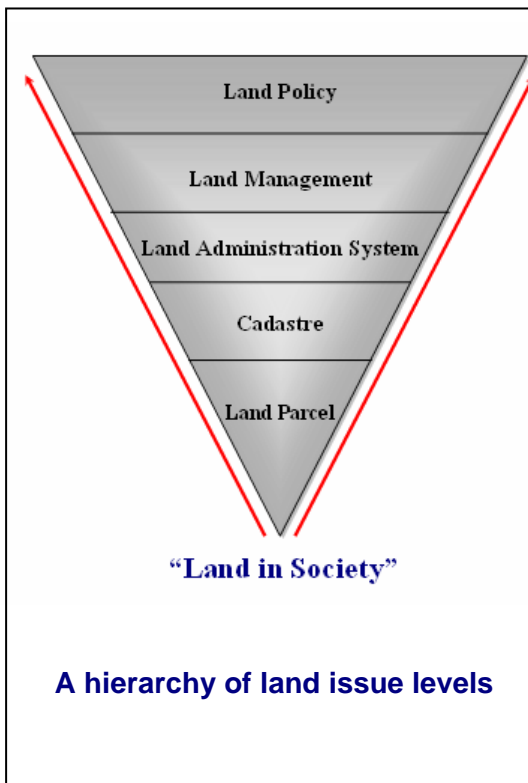 Land Policy
Land Management
Land Administration System
Cadastre
Land Parcel
“Land in Society”
A hierarchy of land issue levels